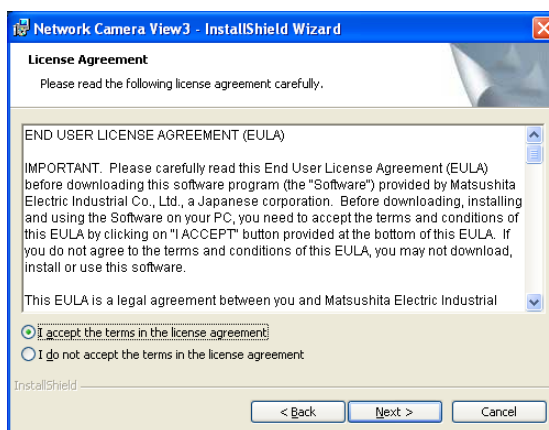 Network Camera View3 - InstallShield Wizard
License Agreement
Please read the following license agreement carefully.
END USER LICENSE AGREEMENT (EULA)
IMPORTANT. Please carefully read this End User License Agreement (EULA)
before downloading this software program (the "Software") provided by Matsushita
Electric Industrial Co., Ltd., a Japanese corporation. Before downloading, installing
and using the Software on your PC, you need to accept the terms and conditions of
this EULA by clicking on "I ACCEPT" button provided at the bottom of this EULA. If
you do not agree to the terms and conditions of this EULA, you may not download,
install or use this software.
This EULA is a legal agreement between you and Matsushita Electric Industrial
I accept the terms in the license agreement
I do not accept the terms in the license agreement
InstallShield
< Back Next > Cancel